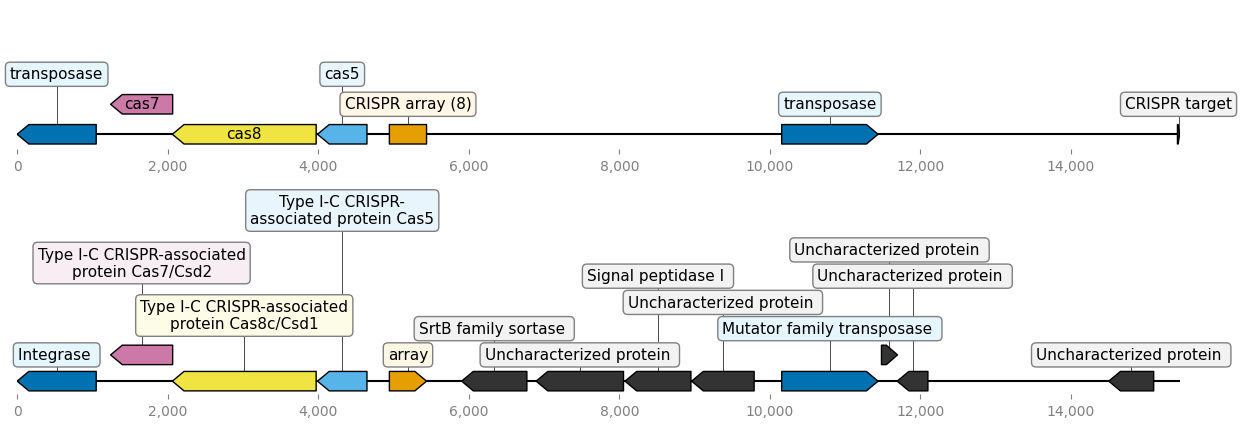 transposase
cas5
cas7
CRISPR array (8)
transposase
CRISPR target
cas8
0
2,000
4,000
6,000
8,000
10,000
12,000
14,000
Type I-C CRISPR-
associated protein Cas5
Type I-C CRISPR-associated
protein Cas7/Csd2
Uncharacterized protein
Signal peptidase I
Uncharacterized protein
Type I-C CRISPR-associated
protein Cas8c/Csd1
Uncharacterized protein
SrtB family sortase
Mutator family transposase
Integrase
array
Uncharacterized protein
Uncharacterized protein
0
2,000
4,000
6,000
8,000
10,000
12,000
14,000